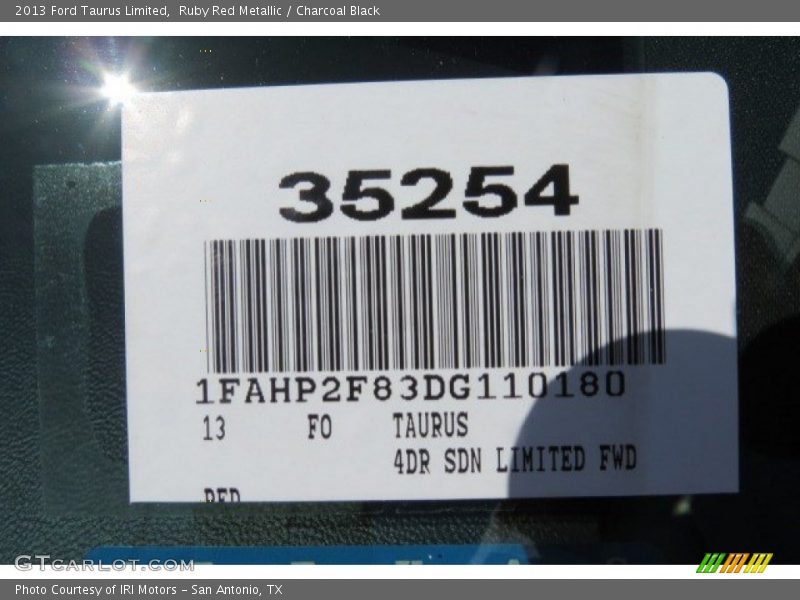 2013 Ford Taurus Limited,  Ruby Red Metallic / Charcoal Black
35254
1FAHP2F83DG110180
13 FO TAURUS
4DR SDN LIMITED FWD
RED
GTCARLOT.COM
Photo Courtesy of IRI Motors - San Antonio, TX